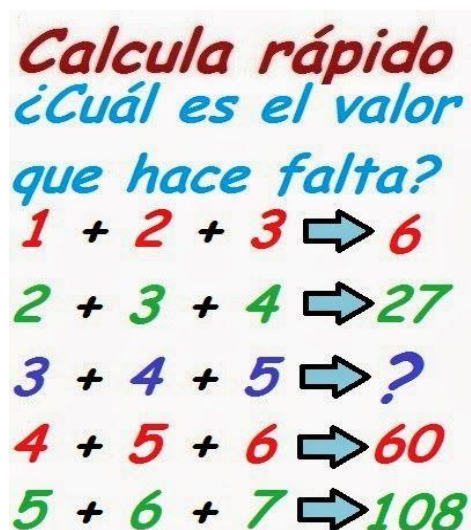 Calcula rápido
¿Cuál es el valor
que hace falta?
1 + 2 + 3 ➡ 6
2 + 3 + 4 ➡ 27
3 + 4 + 5 ➡ ?
4 + 5 + 6 ➡ 60
5 + 6 + 7 ➡ 108